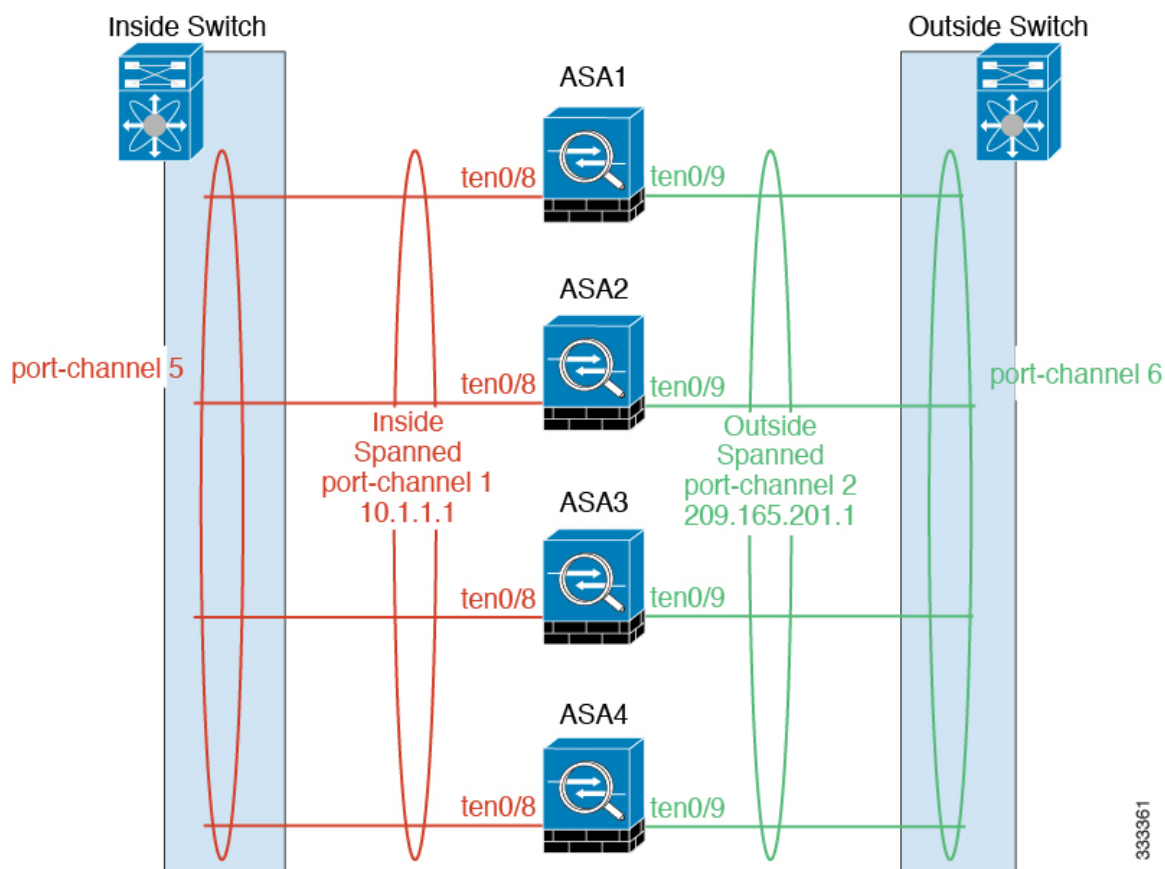 Inside Switch
Outside Switch
ASA1
ten0/8
ten0/9
ASA2
port-channel 5
ten0/8
ten0/9
port-channel 6
Inside
Spanned
port-channel 1
10.1.1.1
Outside
Spanned
port-channel 2
209.165.201.1
ASA3
ten0/8
ten0/9
ASA4
ten0/8
ten0/9
333361